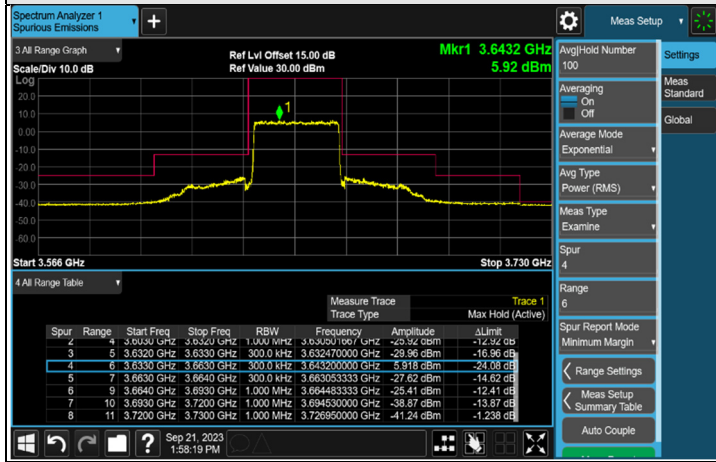 Spectrum Analyzer 1
Spurious Emissions
+
Meas Setup
3 All Range Graph
Ref Lvl Offset 15.00 dB
Mkr1 3.6432 GHz
Scale/Div 10.0 dB
Ref Value 30.00 dBm
5.92 dBm
Log
20.0
10.0
0.00
-10.0
-20.0
-30.0
-40.0
-50.0
-60.0
1
Start 3.566 GHz
Stop 3.730 GHz
4 All Range Table
Measure Trace
Trace 1
Trace Type
Max Hold (Active)
Spur Range Start Freq Stop Freq RBW Frequency Amplitude ΔLimit
2 4 3.6030 GHz 3.6320 GHz 1.000 MHz 3.630501667 GHz -25.92 dBm -12.92 dB
3 5 3.6320 GHz 3.6330 GHz 300.0 kHz 3.632470000 GHz -29.96 dBm -16.96 dB
4 6 3.6330 GHz 3.6630 GHz 300.0 kHz 3.643200000 GHz 5.918 dBm -24.08 dB
5 7 3.6630 GHz 3.6640 GHz 300.0 kHz 3.663053333 GHz -27.62 dBm -14.62 dB
6 9 3.6640 GHz 3.6930 GHz 1.000 MHz 3.664483333 GHz -25.41 dBm -12.41 dB
7 10 3.6930 GHz 3.7200 GHz 1.000 MHz 3.694530000 GHz -38.87 dBm -13.87 dB
8 11 3.7200 GHz 3.7300 GHz 1.000 MHz 3.726950000 GHz -41.24 dBm -1.238 dB
?
Sep 21, 2023
1:58:19 PM
Avg|Hold Number
100
Averaging
On
Off
Average Mode
Exponential
Avg Type
Power (RMS)
Meas Type
Examine
Spur
4
Range
6
Spur Report Mode
Minimum Margin
Range Settings
Meas Setup
Summary Table
Auto Couple
Settings
Meas
Standard
Global